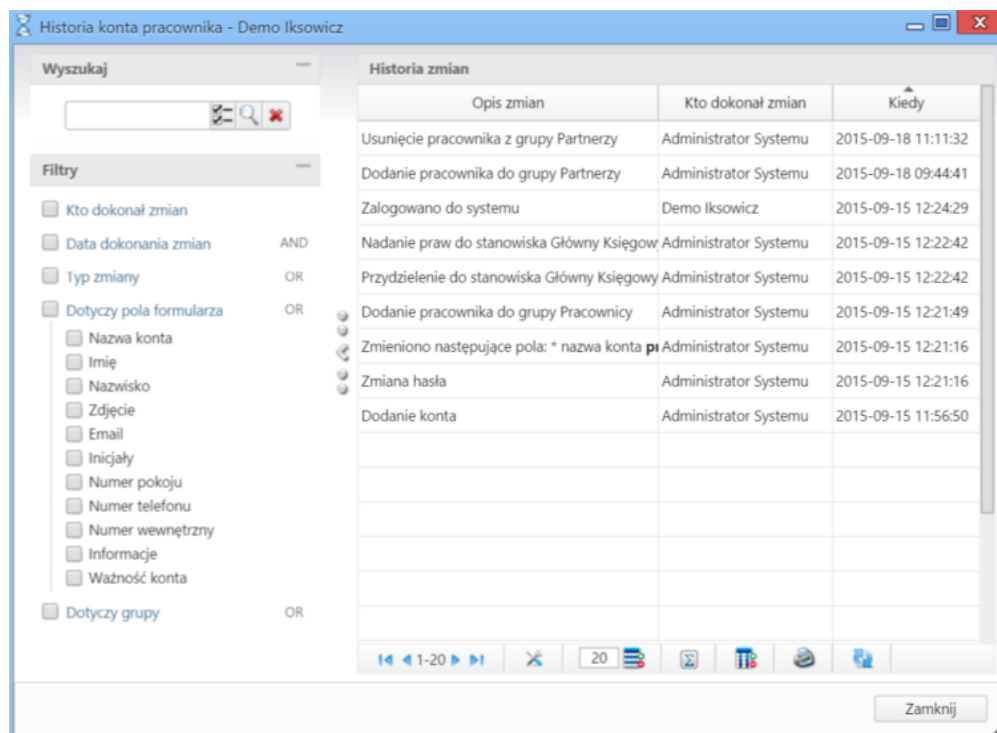 Historia konta pracownika - Demo Iksowicz
Wyszukaj
Filtry
Kto dokonał zmian
Data dokonania zmian AND
Typ zmiany OR
Dotyczy pola formularza OR
Nazwa konta
Imię
Nazwisko
Zdjęcie
Email
Inicjały
Numer pokoju
Numer telefonu
Numer wewnętrzny
Informacje
Ważność konta
Dotyczy grupy OR
Historia zmian
Opis zmian Kto dokonał zmian Kiedy
Usunięcie pracownika z grupy Partnerzy Administrator Systemu 2015-09-18 11:11:32
Dodanie pracownika do grupy Partnerzy Administrator Systemu 2015-09-18 09:44:41
Zalogowano do systemu Demo Iksowicz 2015-09-15 12:24:29
Nadanie praw do stanowiska Główny Księgowy Administrator Systemu 2015-09-15 12:22:42
Przydzielenie do stanowiska Główny Księgowy Administrator Systemu 2015-09-15 12:22:42
Dodanie pracownika do grupy Pracownicy Administrator Systemu 2015-09-15 12:21:49
Zmieniono następujące pola: * nazwa konta Administrator Systemu 2015-09-15 12:21:16
Zmiana hasła Administrator Systemu 2015-09-15 12:21:16
Dodanie konta Administrator Systemu 2015-09-15 11:56:50
1-20 20
Zamknij